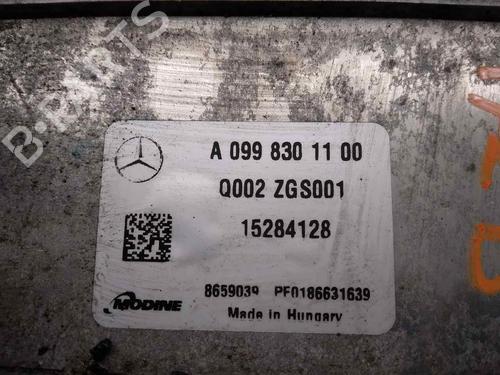 B-PARTS
A 099 830 11 00
Q002 ZGS001
15284128
8659039 PF0186631639
MODINE
Made in Hungary